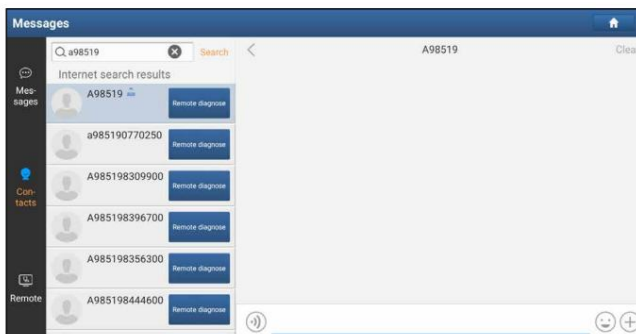 Messages
a98519
Search
A98519
Clea
Internet search results
Mes-
sages
A98519
Remote diagnose
a985190770250
Remote diagnose
Con-
tacts
A985198309900
Remote diagnose
A985198396700
Remote diagnose
A985198356300
Remote diagnose
Remote
A985198444600
Remote diagnose